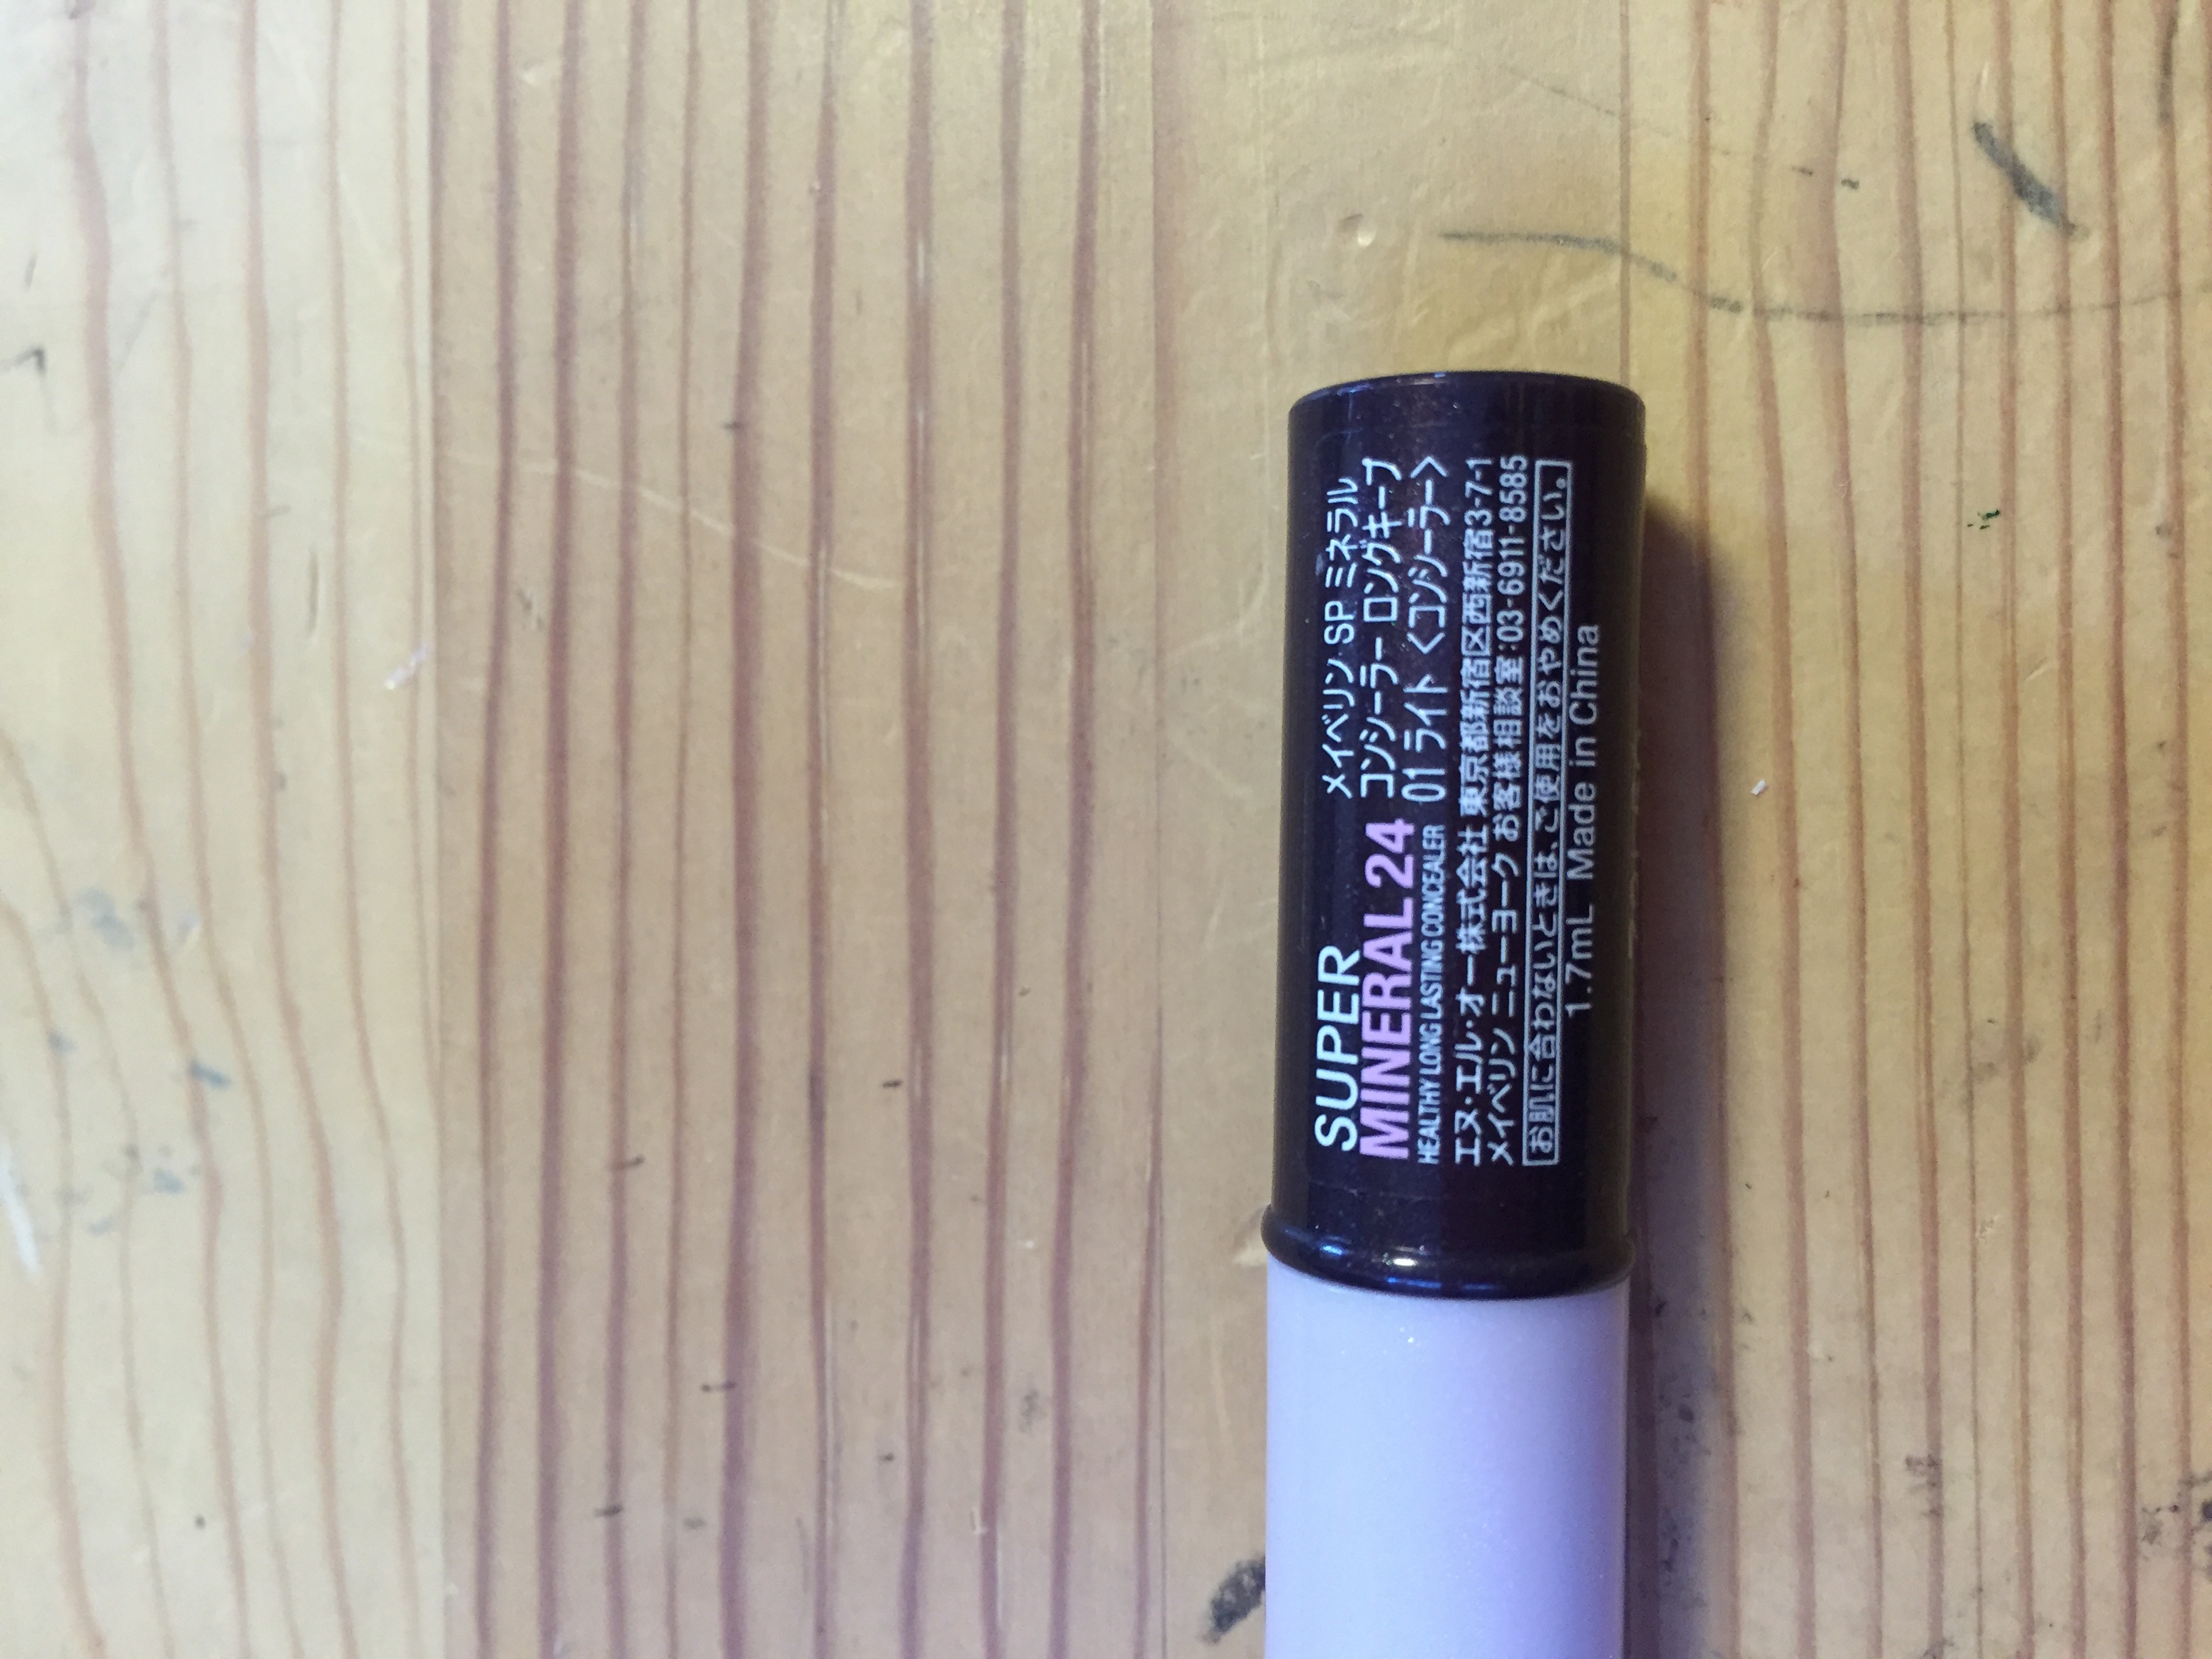 SUPER
MINERAL 24
HEALTHY LONG LASTING CONCEALER
メイベリン SP ミネラル
コンシーラー ロングキープ
01 ライト 〈コンシーラー〉
エヌ・エル・オー株式会社 東京都新宿区西新宿3-7-1
メイベリン ニューヨーク お客様相談室:03-6911-8585
お肌に合わないときは、ご使用をおやめください。
1.7mL Made in China